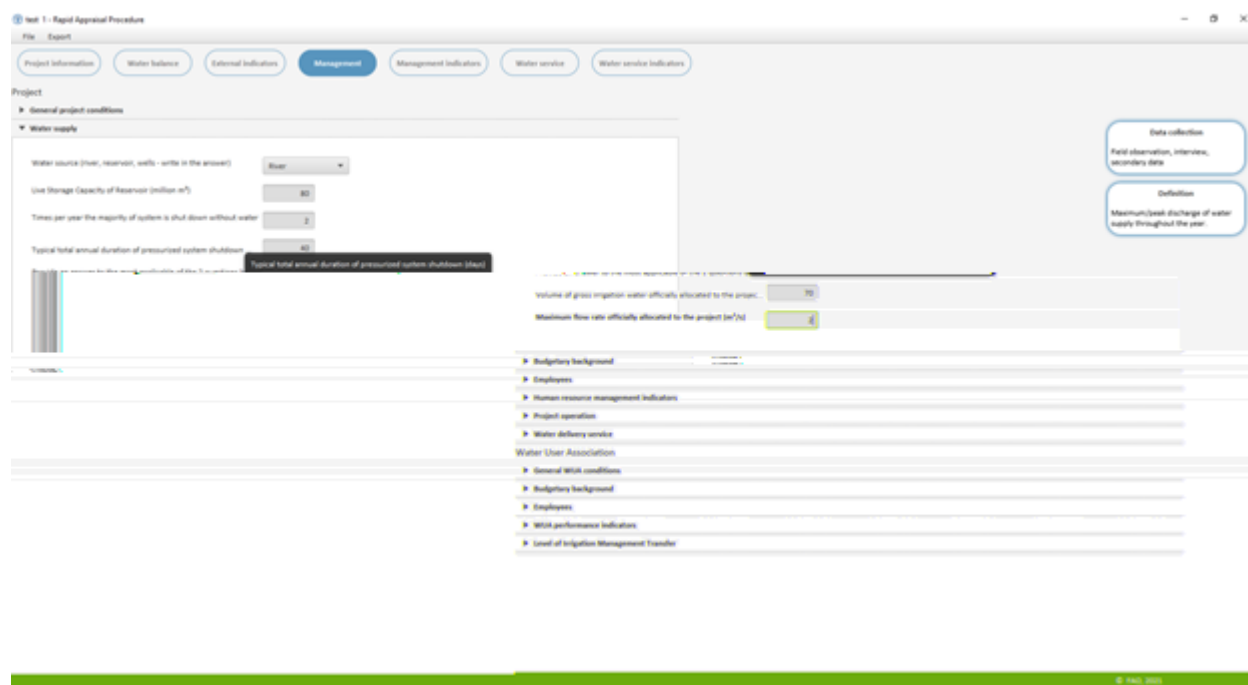 test 1 - Rapid Appraisal Procedure
File Export
Project information Water balance External indicators Management Management indicators Water service Water service indicators
Project
General project conditions
Water supply
Water source (river, reservoir, wells - write in the answer) River
Live Storage Capacity of Reservoir (million m³) 80
Times per year the majority of system is shut down without water 2
Typical total annual duration of pressurized system shutdown 40
Typical total annual duration of pressurized system shutdown (days)
Volume of gross irrigation water officially allocated to the projec... 70
Maximum flow rate officially allocated to the project (m³/s) 2
Budgetary background
Employees
Human resource management indicators
Project operation
Water delivery service
Water User Association
General WUA conditions
Budgetary background
Employees
WUA performance indicators
Level of Irrigation Management Transfer
Data collection
Field observation, interview,
secondary data
Definition
Maximum/peak discharge of water
supply throughout the year.
© FAO, 2021